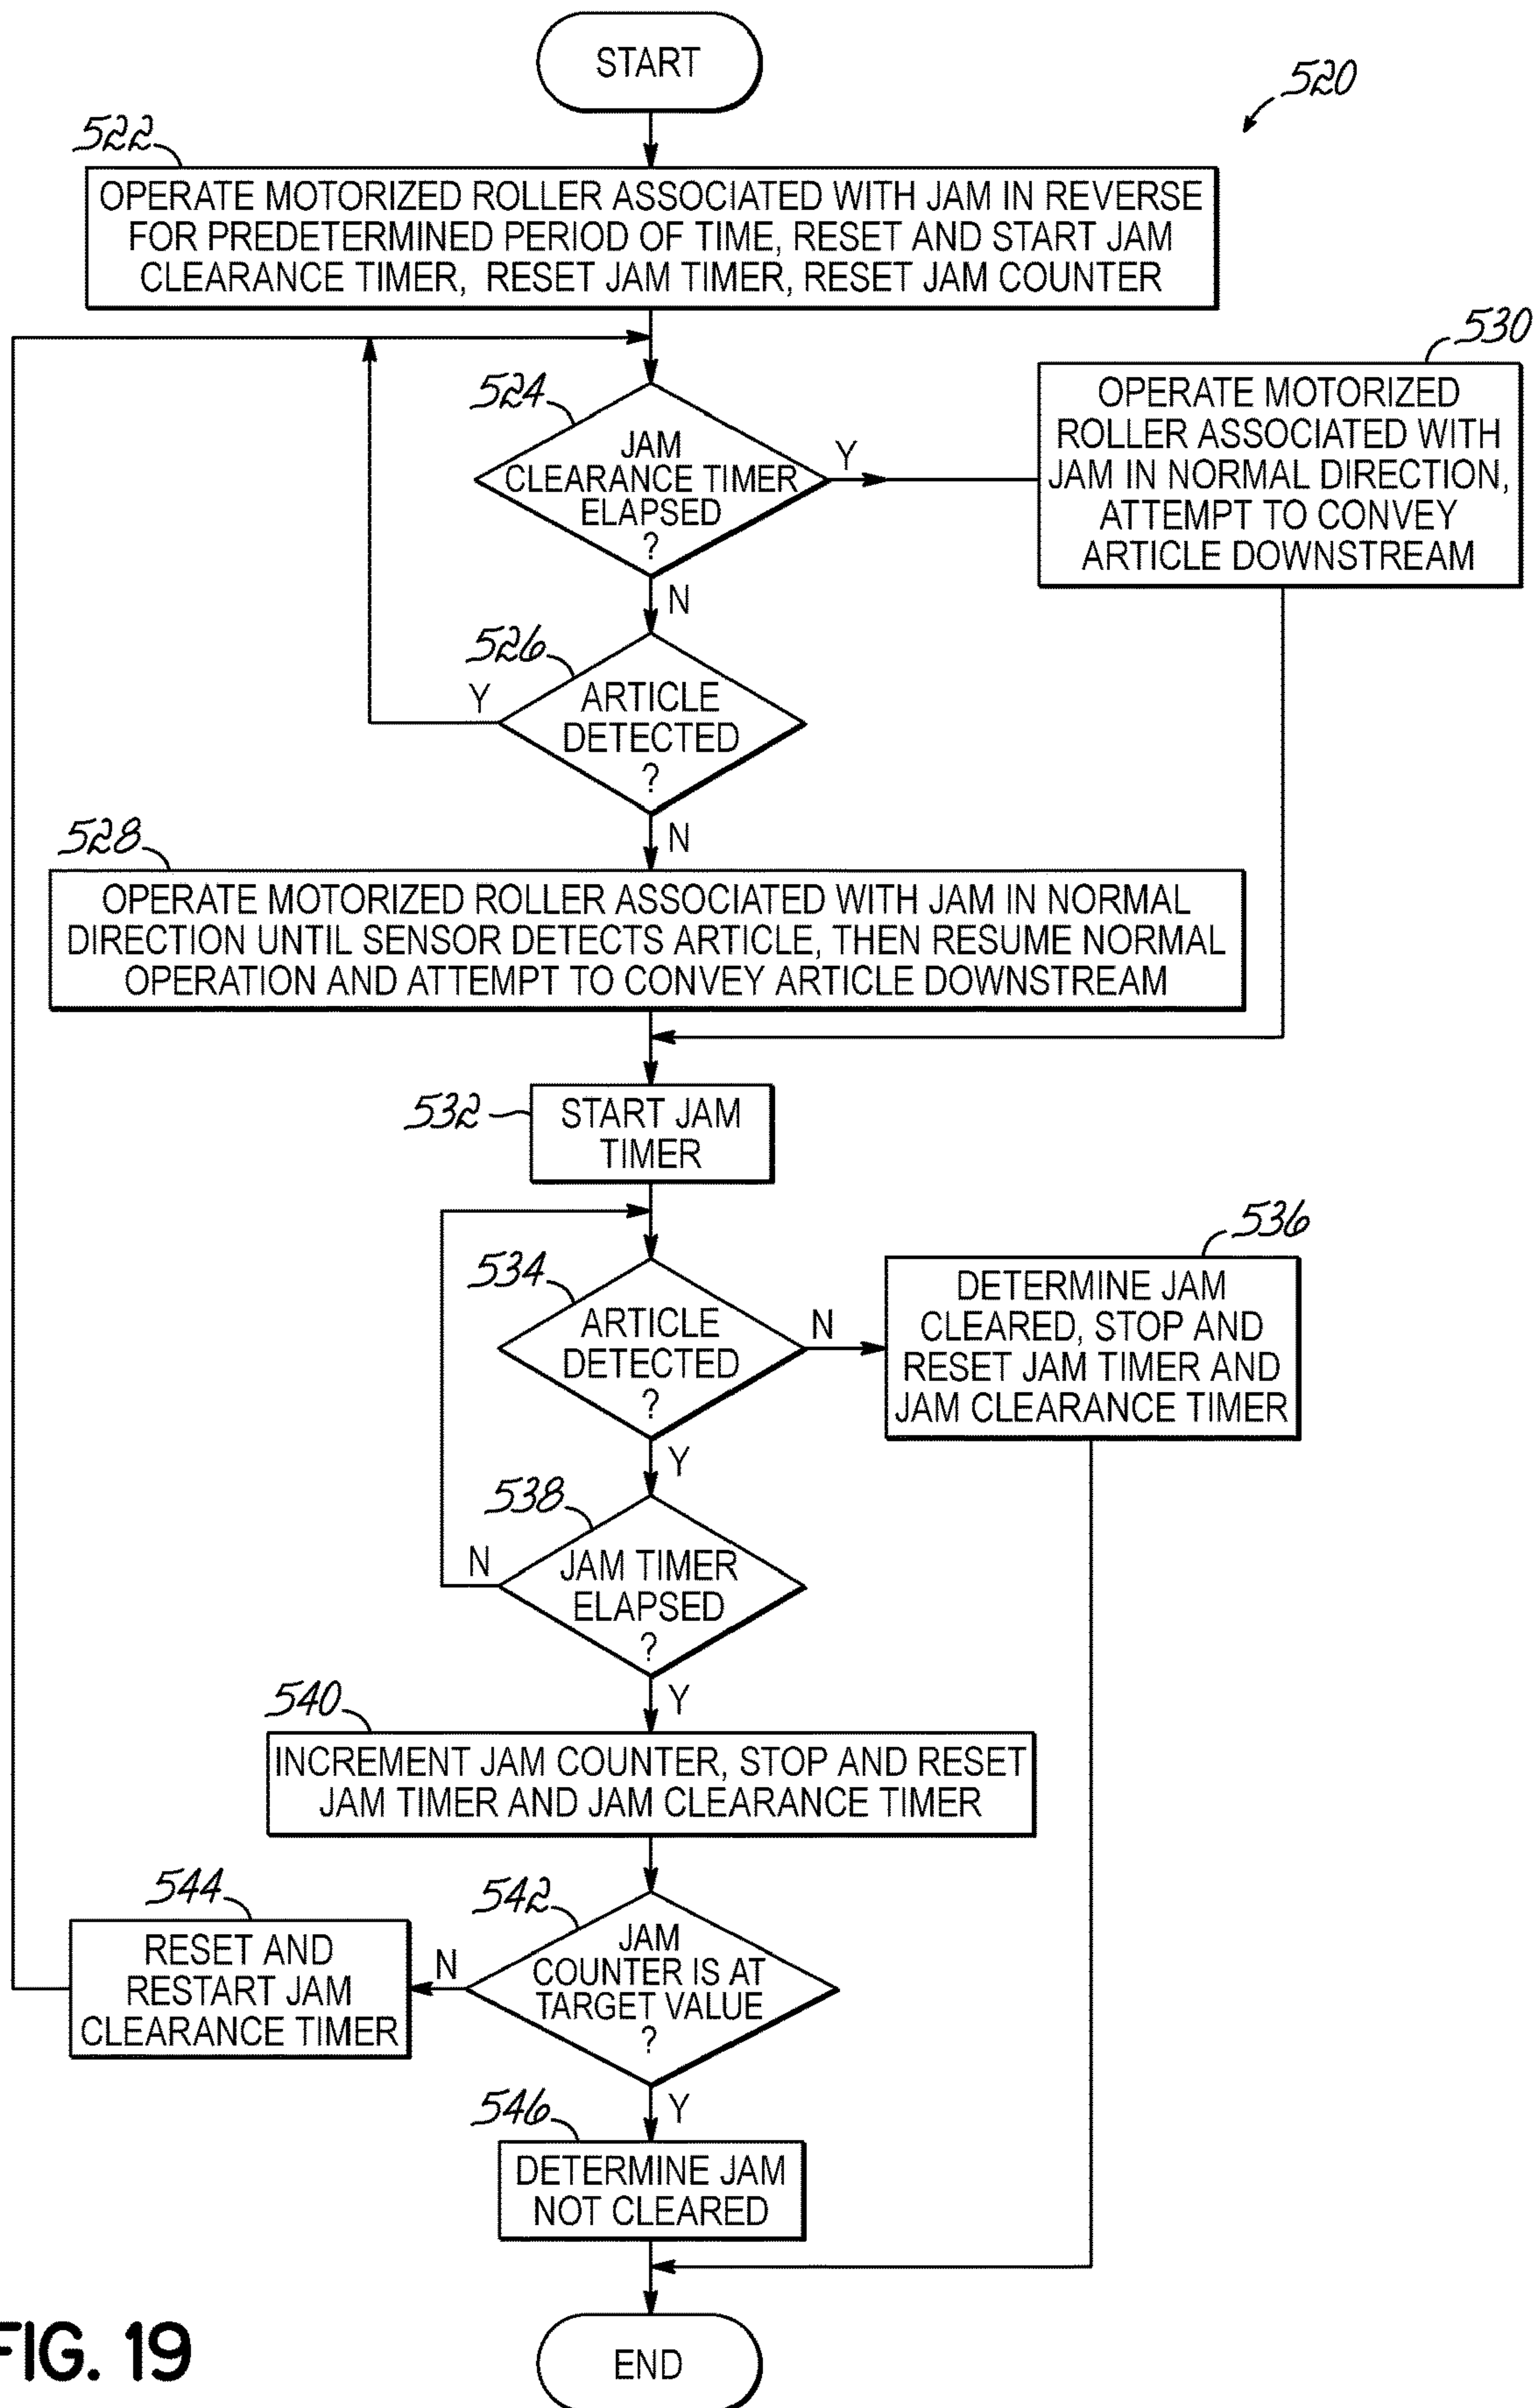 START
520
522
OPERATE MOTORIZED ROLLER ASSOCIATED WITH JAM IN REVERSE
FOR PREDETERMINED PERIOD OF TIME, RESET AND START JAM
CLEARANCE TIMER, RESET JAM TIMER, RESET JAM COUNTER
530
OPERATE MOTORIZED
ROLLER ASSOCIATED WITH
JAM IN NORMAL DIRECTION,
ATTEMPT TO CONVEY
ARTICLE DOWNSTREAM
524
JAM
CLEARANCE TIMER
ELAPSED
?
Y
N
526
ARTICLE
DETECTED
?
Y
N
528
OPERATE MOTORIZED ROLLER ASSOCIATED WITH JAM IN NORMAL
DIRECTION UNTIL SENSOR DETECTS ARTICLE, THEN RESUME NORMAL
OPERATION AND ATTEMPT TO CONVEY ARTICLE DOWNSTREAM
532
START JAM
TIMER
534
ARTICLE
DETECTED
?
N
Y
536
DETERMINE JAM
CLEARED, STOP AND
RESET JAM TIMER AND
JAM CLEARANCE TIMER
538
JAM TIMER
ELAPSED
?
N
Y
540
INCREMENT JAM COUNTER, STOP AND RESET
JAM TIMER AND JAM CLEARANCE TIMER
542
JAM
COUNTER IS AT
TARGET VALUE
?
N
Y
544
RESET AND
RESTART JAM
CLEARANCE TIMER
546
DETERMINE JAM
NOT CLEARED
END
FIG. 19